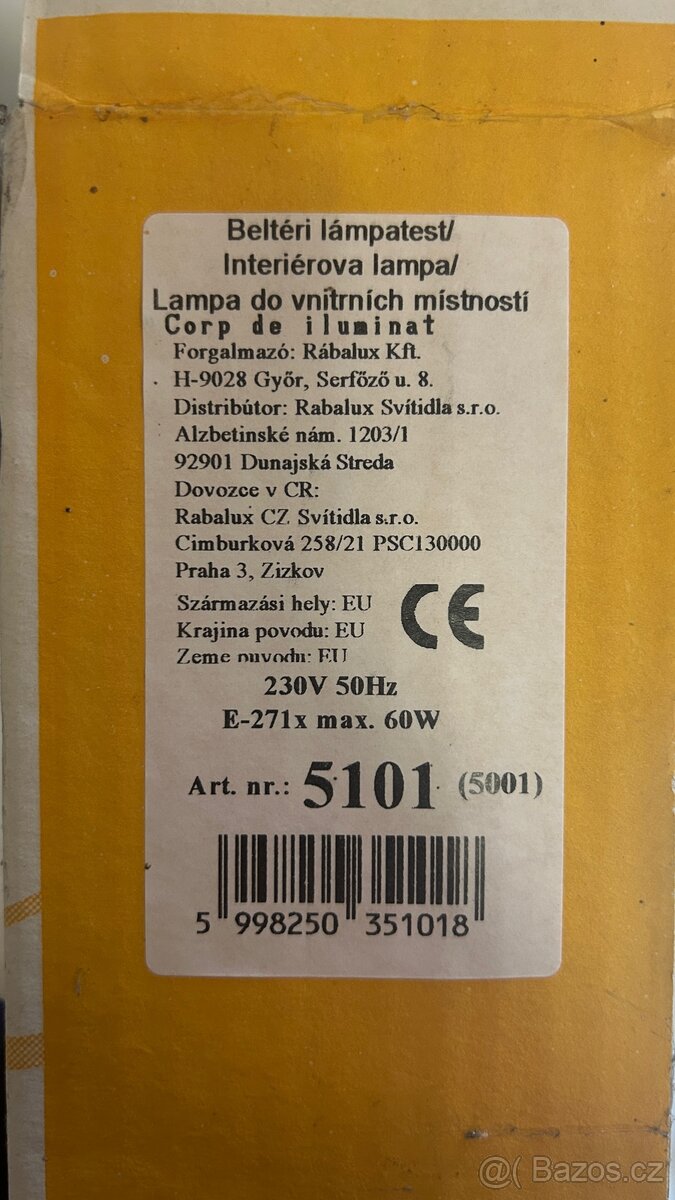 Beltéri lámpatest/
Interiérova lampa/
Lampa do vnitrních místností
Corp de iluminat
Forgalmazó: Rábalux Kft.
H-9028 Győr, Serfőző u. 8.
Distribútor: Rabalux Svítidla s.r.o.
Alzbetinské nám. 1203/1
92901 Dunajská Streda
Dovozce v CR:
Rabalux CZ Svítidla s.r.o.
Cimburková 258/21 PSC130000
Praha 3, Zizkov
Származási hely: EU
Krajina povodu: EU
Zeme puvodu: EU
CE
230V 50Hz
E-271x max. 60W
Art. nr.: 5101 (5001)
5 998250 351018
@( Bazos.cz